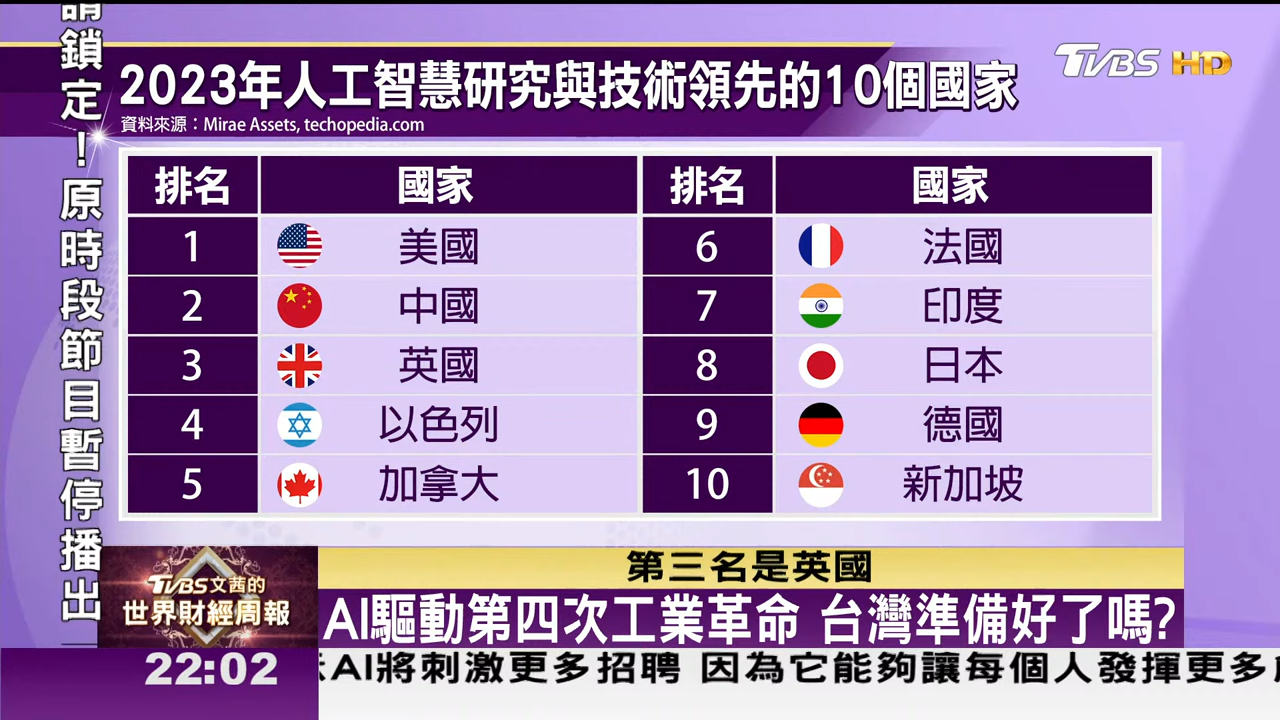 請鎖定!原時段節目暫停播出
TVBS HD
2023年人工智慧研究與技術領先的10個國家
資料來源：Mirae Assets, techopedia.com
排名 國家 排名 國家
1 美國 6 法國
2 中國 7 印度
3 英國 8 日本
4 以色列 9 德國
5 加拿大 10 新加坡
第三名是英國
TVBS文茜的
世界財經周報
AI驅動第四次工業革命 台灣準備好了嗎?
22:02
AI將刺激更多招聘 因為它能夠讓每個人發揮更多